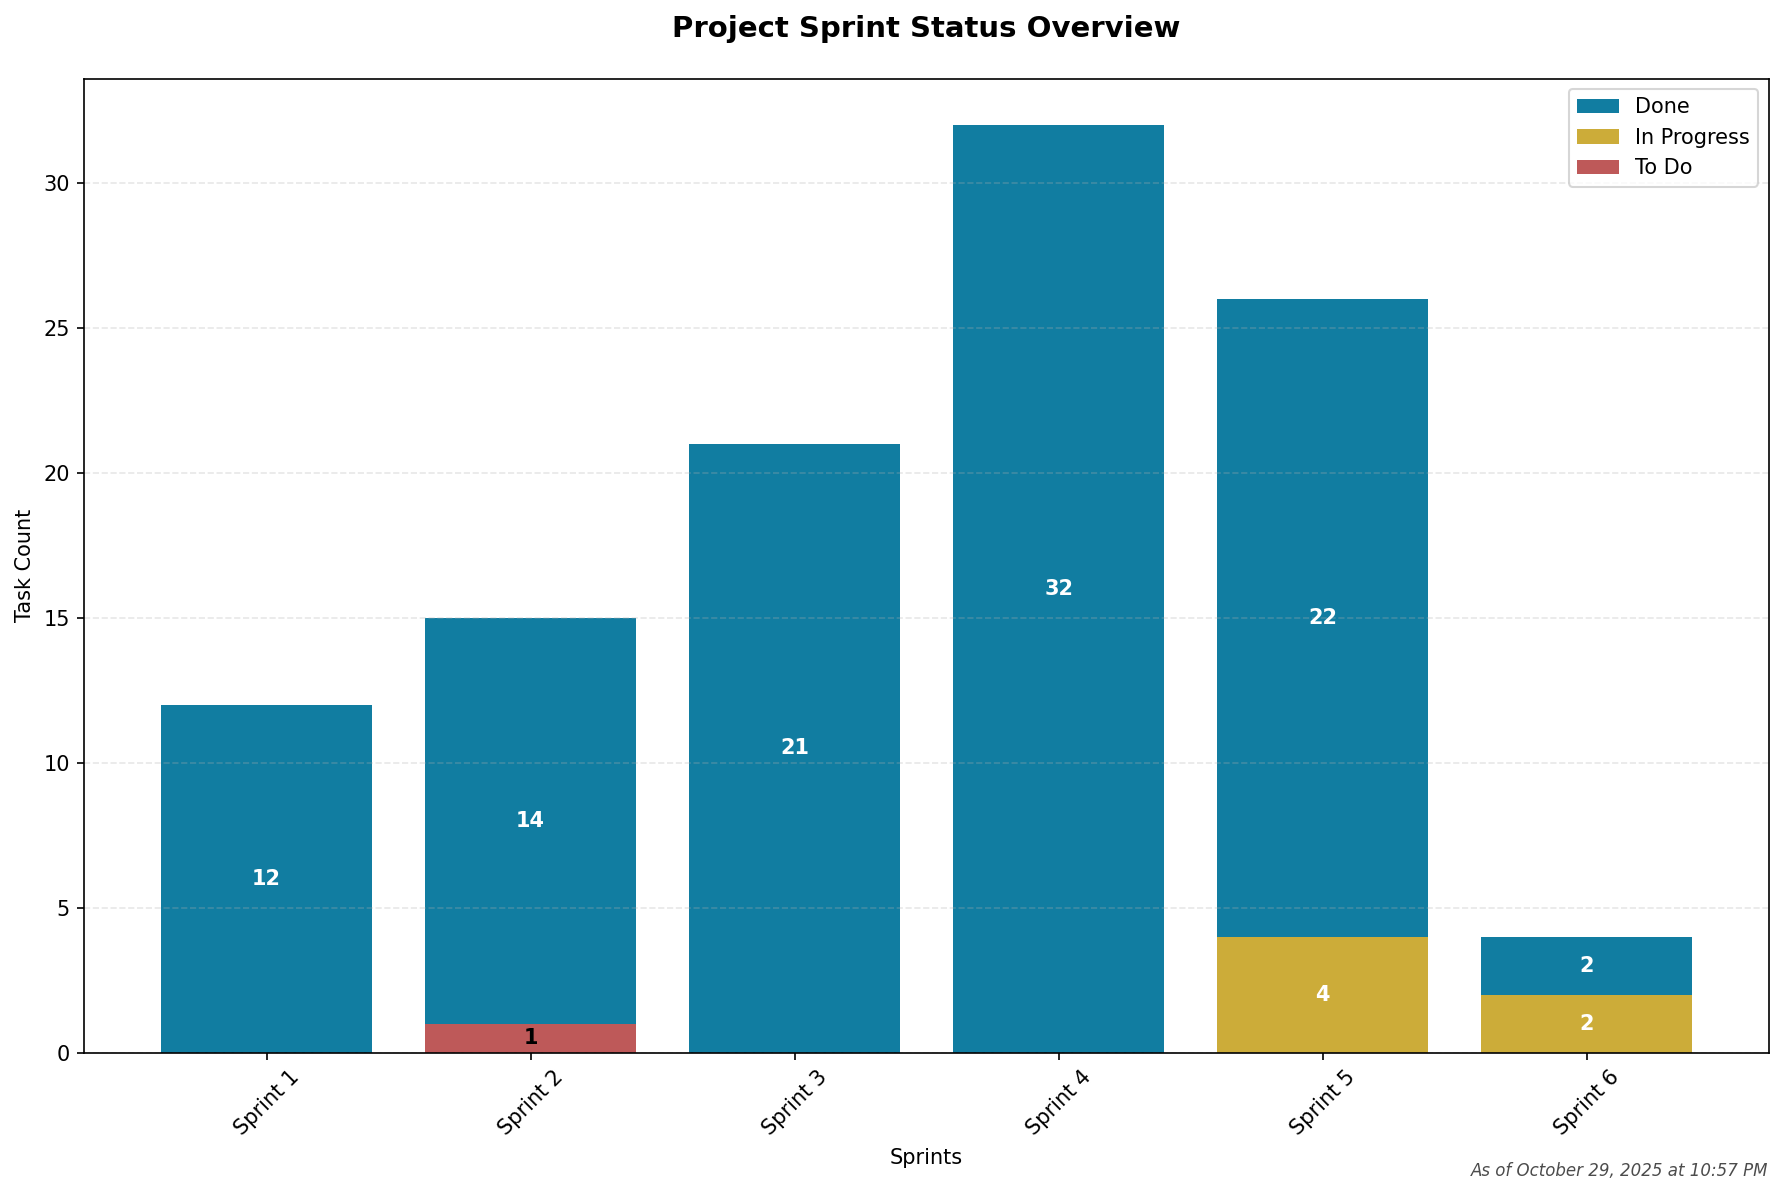 Project Sprint Status Overview
Done
In Progress
To Do
Task Count
30
25
20
15
10
5
0
12
14
1
21
32
22
4
2
2
Sprint 1
Sprint 2
Sprint 3
Sprint 4
Sprint 5
Sprint 6
Sprints
As of October 29, 2025 at 10:57 PM